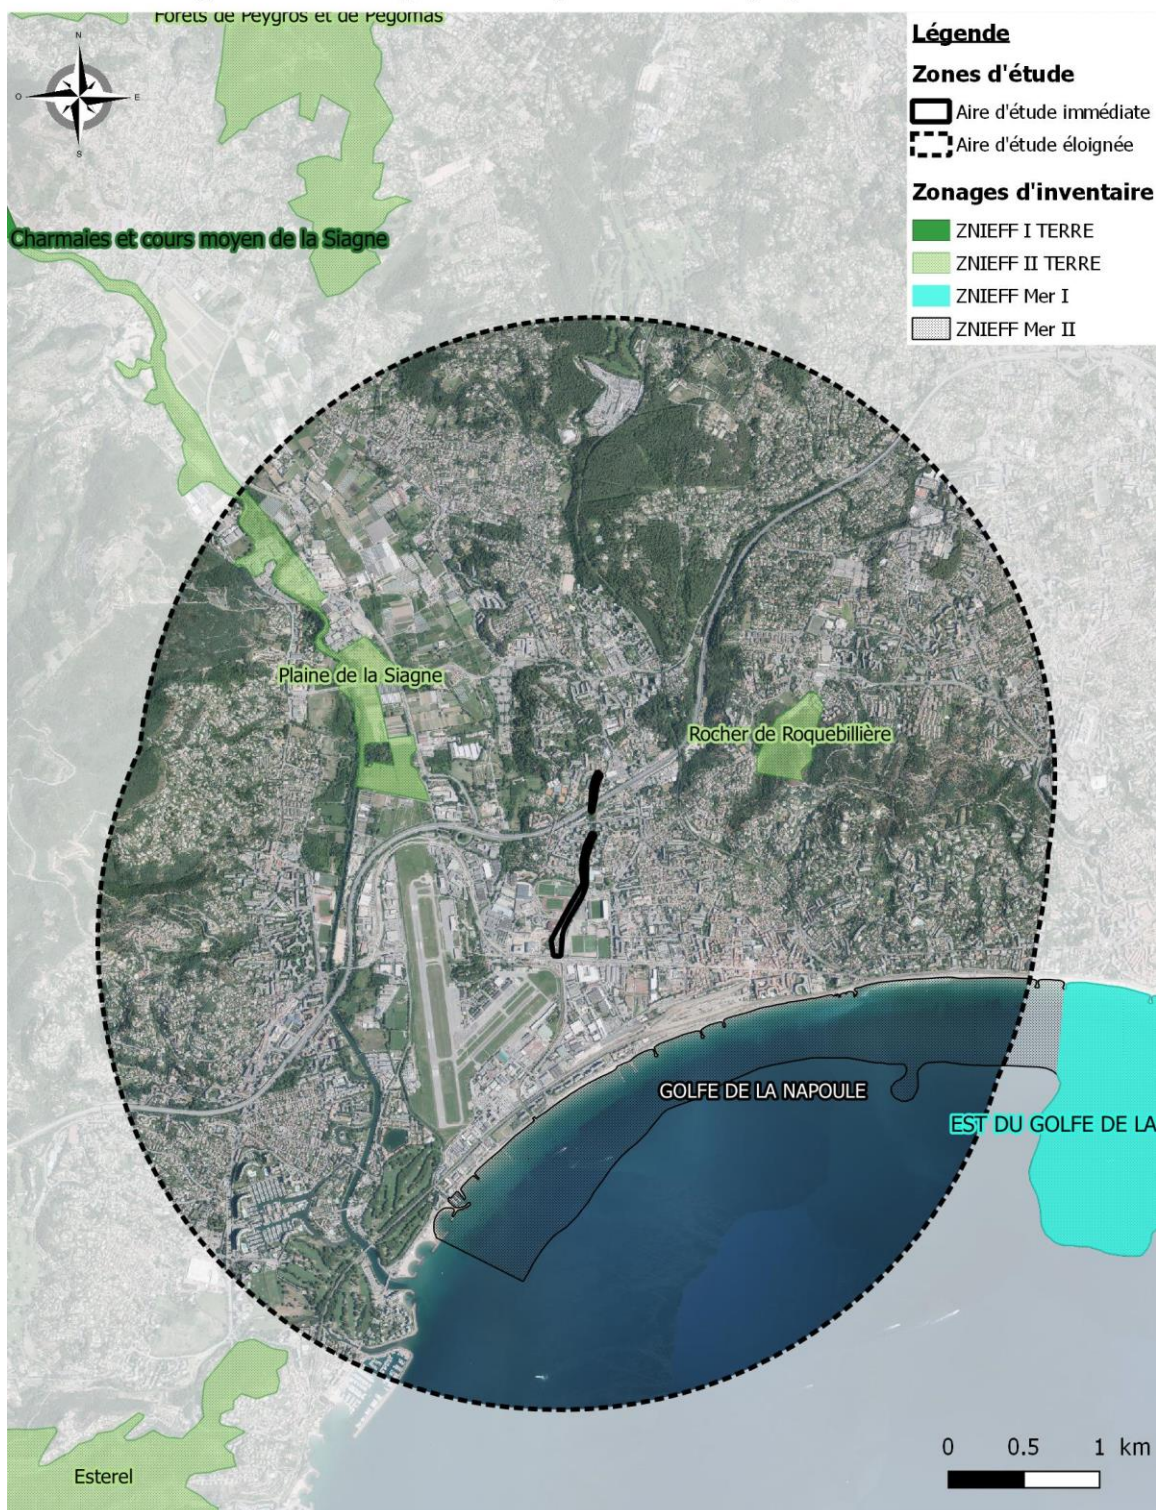 Forêts de Peygros et de Pégomas
N
O
E
S
Légende
Zones d'étude
Aire d'étude immédiate
Aire d'étude éloignée
Zonages d'inventaire
ZNIEFF I TERRE
ZNIEFF II TERRE
ZNIEFF Mer I
ZNIEFF Mer II
Charmaies et cours moyen de la Siagne
Plaine de la Siagne
Rocher de Roquebillière
GOLFE DE LA NAPOULE
EST DU GOLFE DE LA
Esterel
0 0.5 1 km